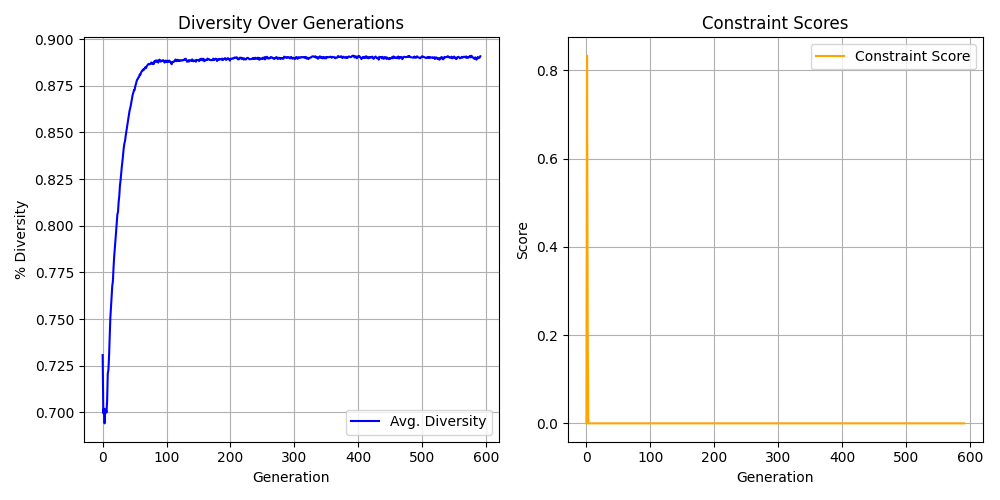 Diversity Over Generations
% Diversity
0.900
0.875
0.850
0.825
0.800
0.775
0.750
0.725
0.700
Avg. Diversity
0 100 200 300 400 500 600
Generation
Constraint Scores
Score
0.8
0.6
0.4
0.2
0.0
Constraint Score
0 100 200 300 400 500 600
Generation